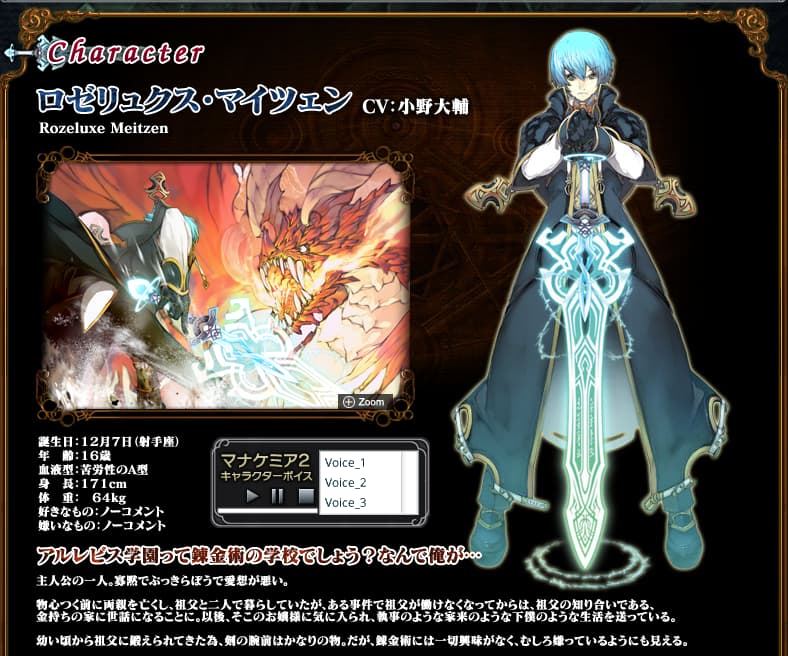 Character
ロゼリュクス・マイツェン CV:小野大輔
Rozeluxe Meitzen
Zoom
誕生日:12月7日(射手座)
年　齢:16歳
血液型:苦労性のA型
身　長:171cm
体　重:　64kg
好きなもの:ノーコメント
嫌いなもの:ノーコメント
マナケミア2
キャラクターボイス
Voice_1
Voice_2
Voice_3
アルレビス学園って錬金術の学校でしょう？なんで俺が…
主人公の一人。寡黙でぶっきらぼうで愛想が悪い。
物心つく前に両親を亡くし、祖父と二人で暮らしていたが、ある事件で祖父が働けなくなってからは、祖父の知り合いである、
金持ちの家に世話になることに。以後、そこのお嬢様に気に入られ、執事のような家来のような下僕のような生活を送っている。
幼い頃から祖父に鍛えられてきた為、剣の腕前はかなりの物。だが、錬金術には一切興味がなく、むしろ嫌っているようにも見える。